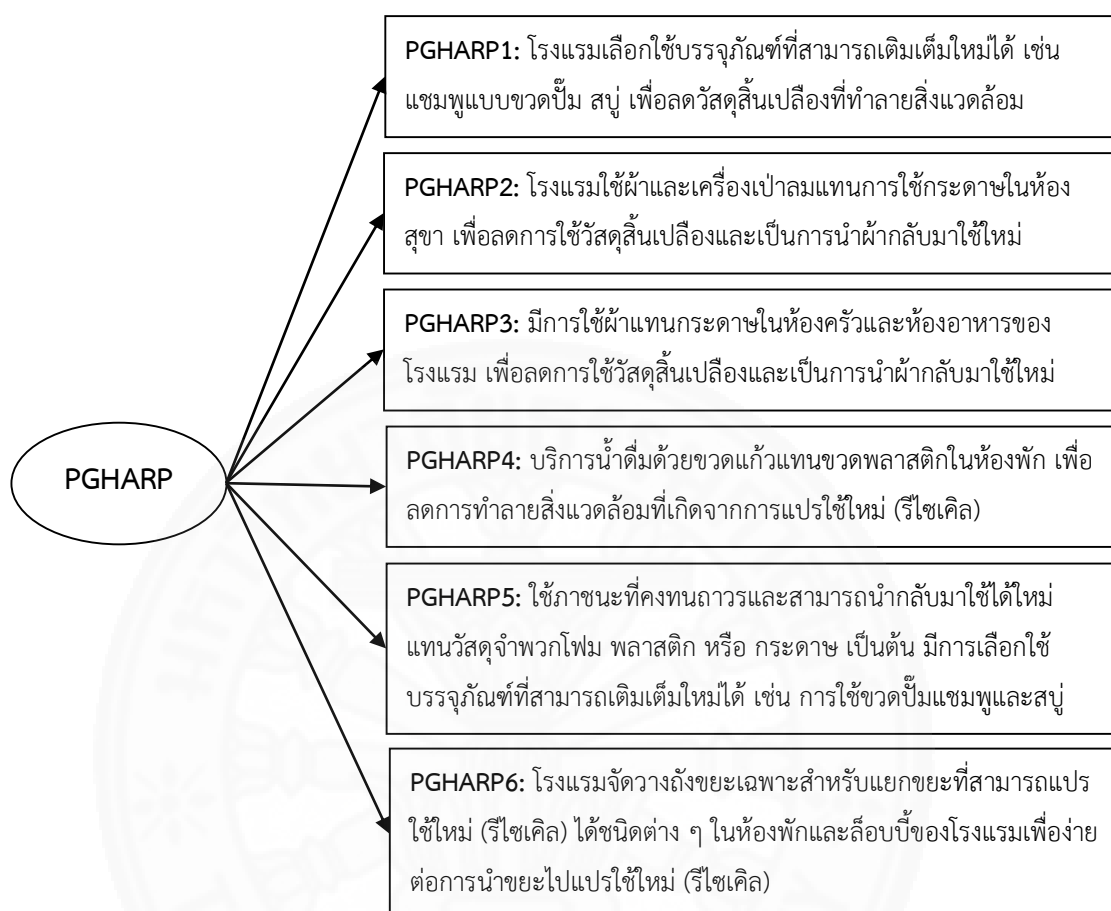 PGHARP1: โรงแรมเลือกใช้บรรจุภัณฑ์ที่สามารถเติมเต็มใหม่ได้ เช่น
แชมพูแบบขวดปั๊ม สบู่ เพื่อลดวัสดุสิ้นเปลืองที่ทำลายสิ่งแวดล้อม
PGHARP2: โรงแรมใช้ผ้าและเครื่องเป่าลมแทนการใช้กระดาษในห้อง
สุขา เพื่อลดการใช้วัสดุสิ้นเปลืองและเป็นการนำผ้ากลับมาใช้ใหม่
PGHARP3: มีการใช้ผ้าแทนกระดาษในห้องครัวและห้องอาหารของ
โรงแรม เพื่อลดการใช้วัสดุสิ้นเปลืองและเป็นการนำผ้ากลับมาใช้ใหม่
PGHARP
PGHARP4: บริการน้ำดื่มด้วยขวดแก้วแทนขวดพลาสติกในห้องพัก เพื่อ
ลดการทำลายสิ่งแวดล้อมที่เกิดจากการแปรใช้ใหม่ (รีไซเคิล)
PGHARP5: ใช้ภาชนะที่คงทนถาวรและสามารถนำกลับมาใช้ได้ใหม่
แทนวัสดุจำพวกโฟม พลาสติก หรือ กระดาษ เป็นต้น มีการเลือกใช้
บรรจุภัณฑ์ที่สามารถเติมเต็มใหม่ได้ เช่น การใช้ขวดปั๊มแชมพูและสบู่
PGHARP6: โรงแรมจัดวางถังขยะเฉพาะสำหรับแยกขยะที่สามารถแปร
ใช้ใหม่ (รีไซเคิล) ได้ชนิดต่าง ๆ ในห้องพักและล็อบบี้ของโรงแรมเพื่อง่าย
ต่อการนำขยะไปแปรใช้ใหม่ (รีไซเคิล)